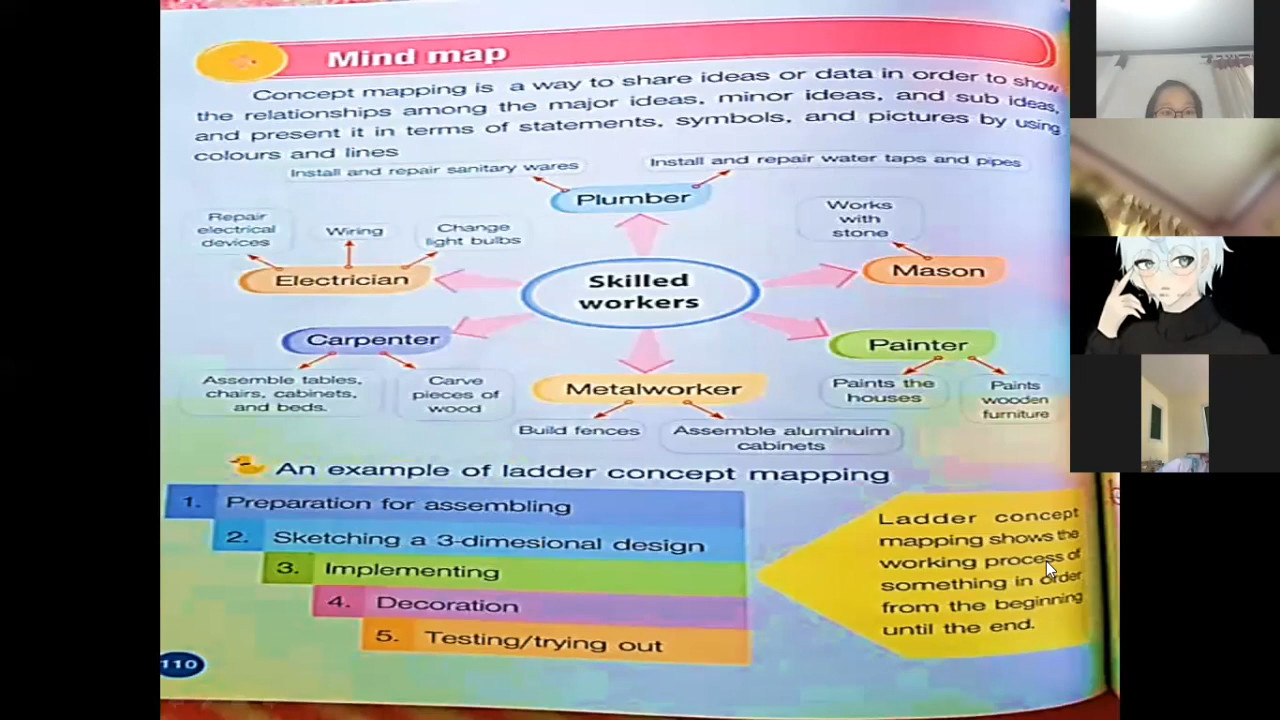 Mind map
Concept mapping is a way to share ideas or data in order to show
the relationships among the major ideas, minor ideas, and sub ideas,
and present it in terms of statements, symbols, and pictures by using
colours and lines
Install and repair sanitary wares
Install and repair water taps and pipes
Plumber
Repair
electrical
devices
Wiring
Change
light bulbs
Electrician
Works
with
stone
Mason
Skilled
workers
Carpenter
Assemble tables,
chairs, cabinets,
and beds.
Carve
pieces of
wood
Metalworker
Build fences
Assemble aluminuim
cabinets
Painter
Paints the
houses
Paints
wooden
furniture
An example of ladder concept mapping
1. Preparation for assembling
2. Sketching a 3-dimesional design
3. Implementing
4. Decoration
5. Testing/trying out
Ladder concept
mapping shows the
working process of
something in order
from the beginning
until the end.
110